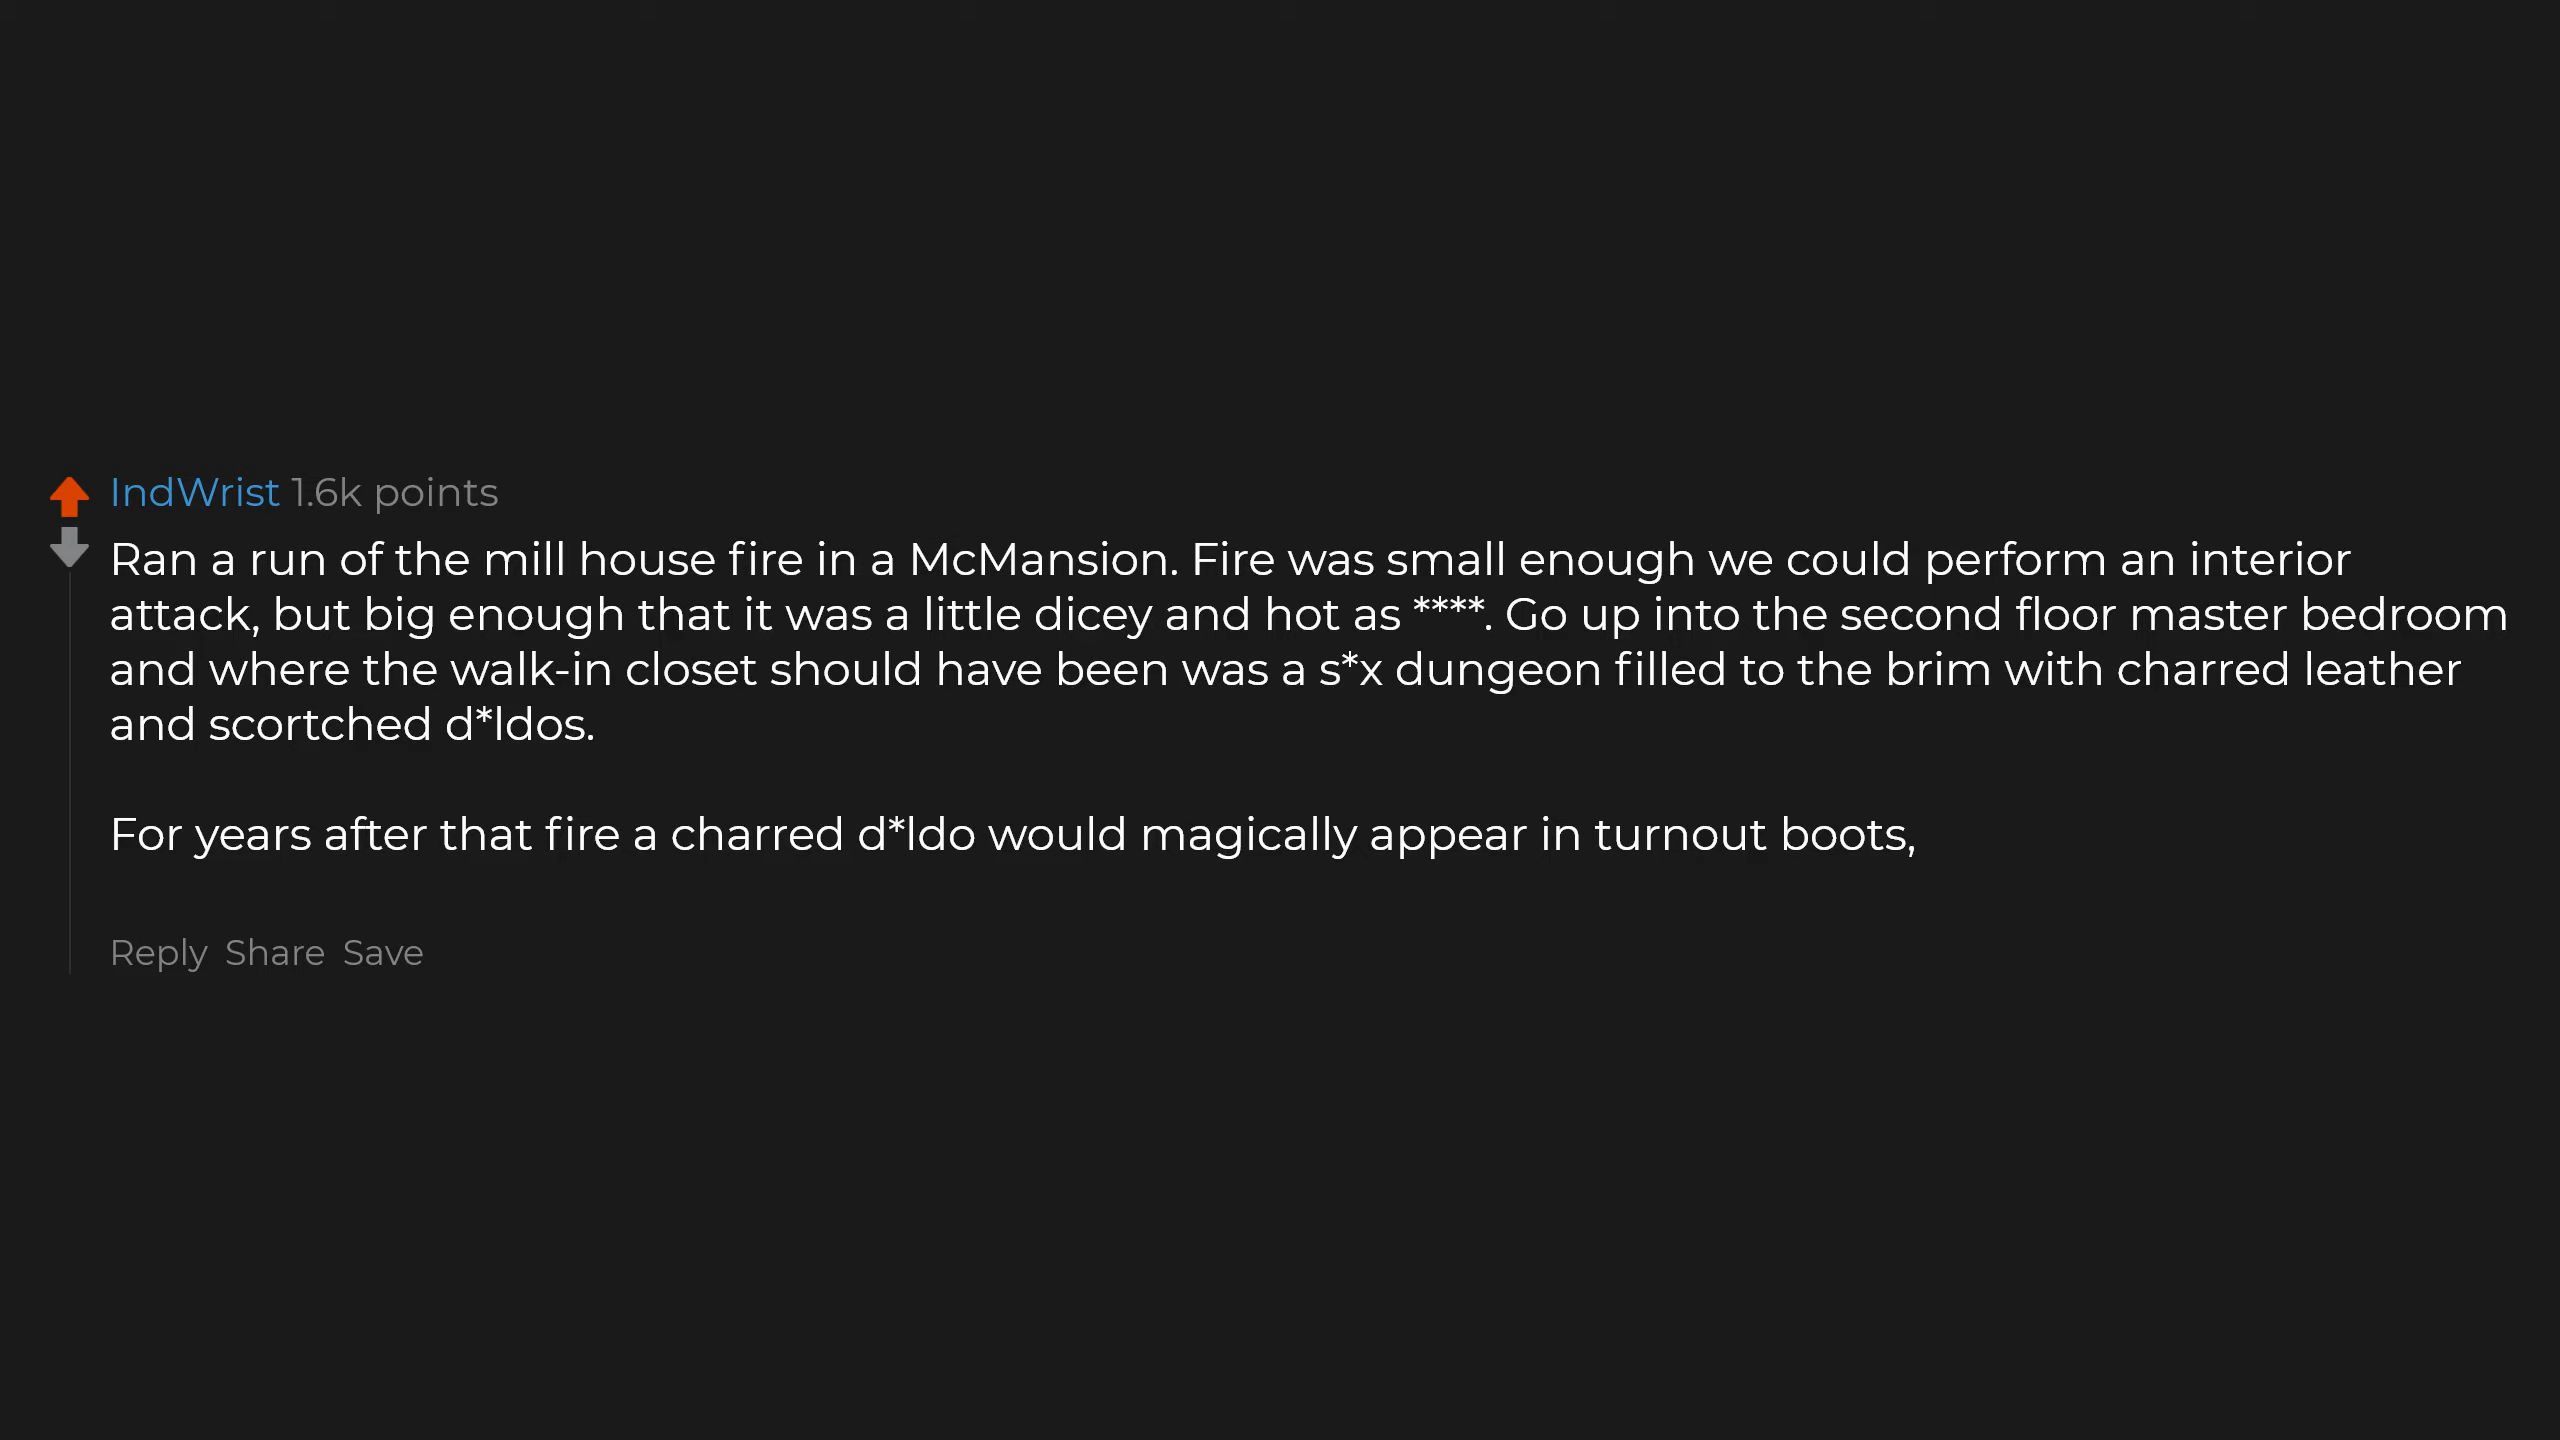 IndWrist 1.6k points
Ran a run of the mill house fire in a McMansion. Fire was small enough we could perform an interior
attack, but big enough that it was a little dicey and hot as ****. Go up into the second floor master bedroom
and where the walk-in closet should have been was a s*x dungeon filled to the brim with charred leather
and scortched d*ldos.
For years after that fire a charred d*ldo would magically appear in turnout boots,
Reply Share Save